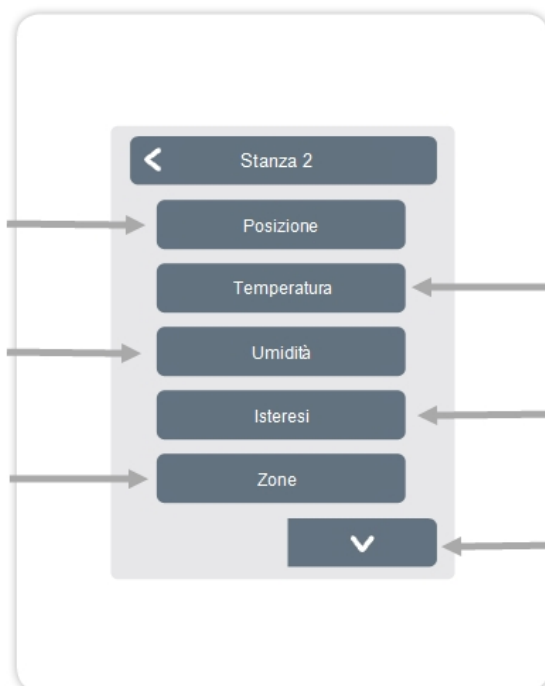 Stanza 2
Posizione
Temperatura
Umidità
Isteresi
Zone